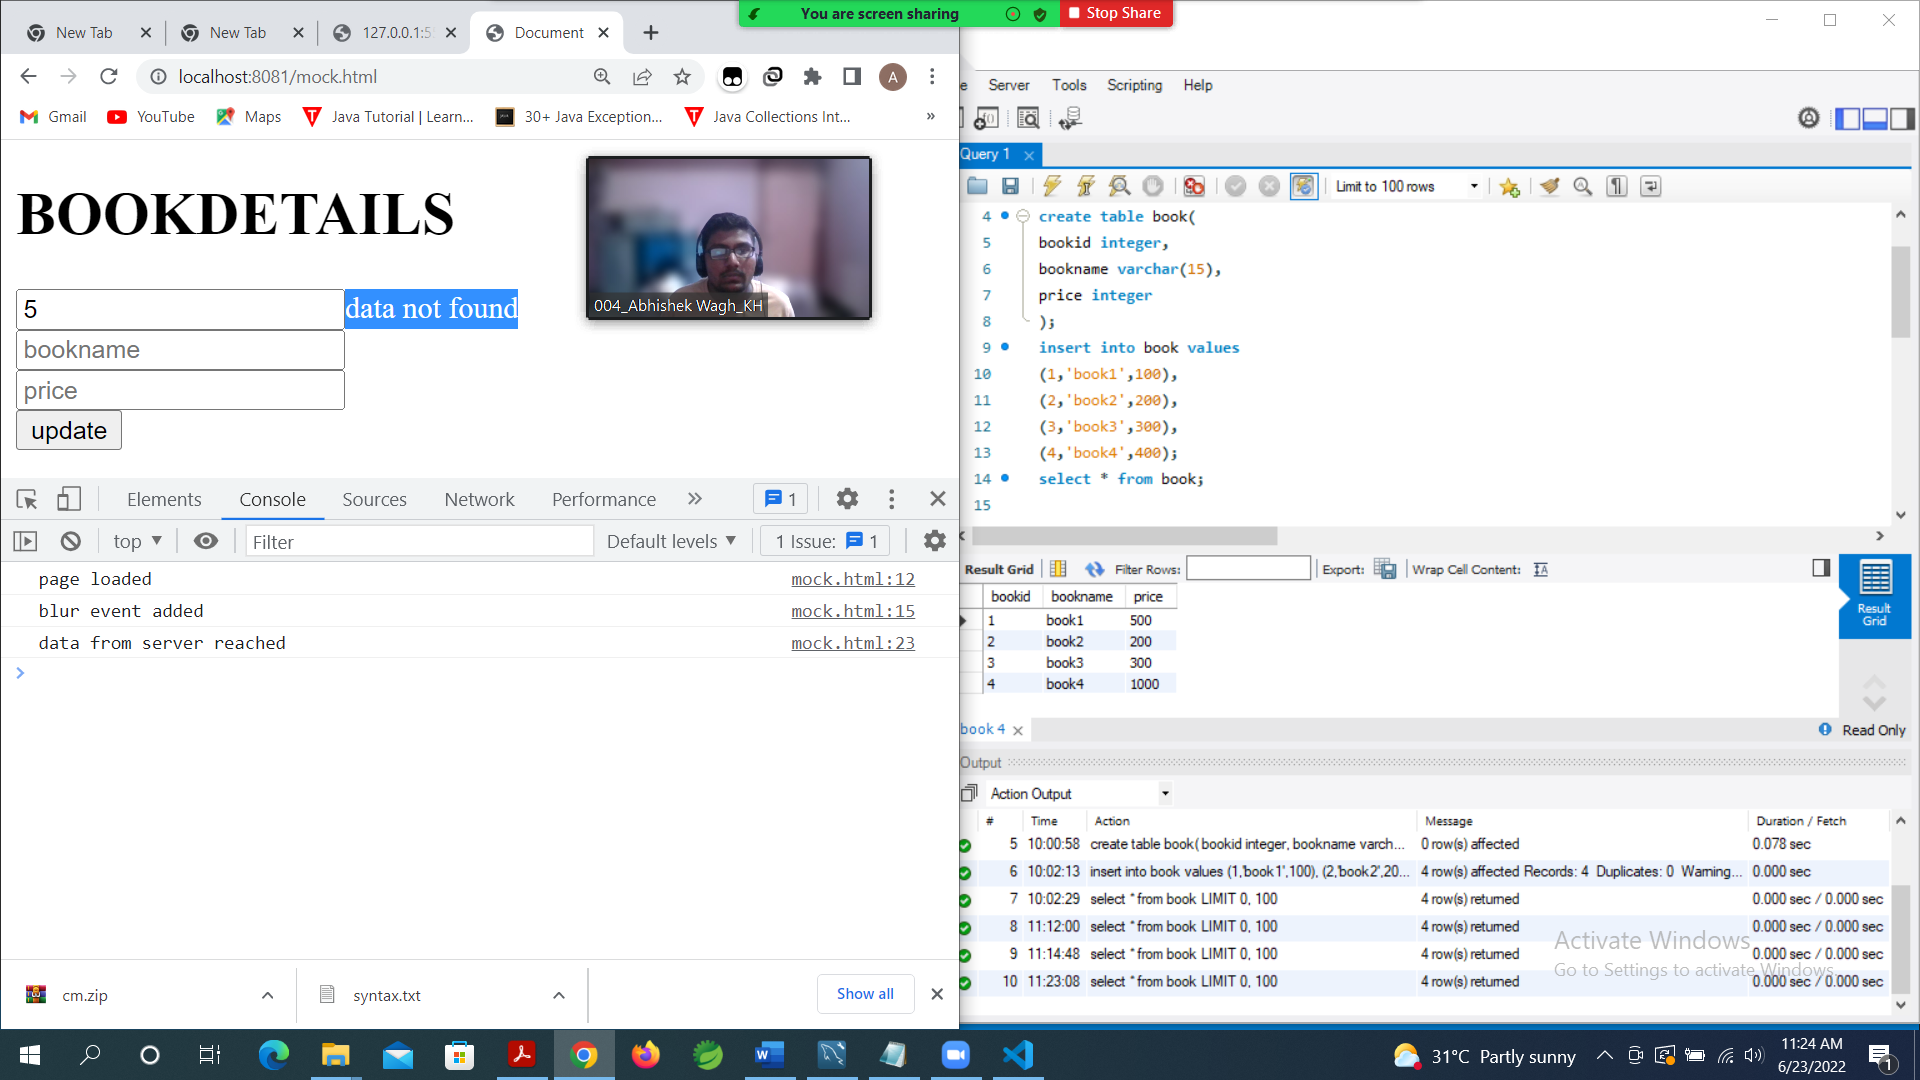 You are screen sharing
Stop Share
New Tab
New Tab
127.0.0.1:5
Document
localhost:8081/mock.html
A
Gmail
YouTube
Maps
Java Tutorial | Learn...
30+ Java Exception...
Java Collections Int...
»
BOOKDETAILS
004_Abhishek Wagh_KH
5
data not found
bookname
price
update
Elements
Console
Sources
Network
Performance
»
1
top
Filter
Default levels
1 Issue:
1
page loaded
mock.html:12
blur event added
mock.html:15
data from server reached
mock.html:23
cm.zip
syntax.txt
Show all
Server
Tools
Scripting
Help
Query 1
Limit to 100 rows
4 create table book(
5 bookid integer,
6 bookname varchar(15),
7 price integer
8 );
9 insert into book values
10 (1,'book1',100),
11 (2,'book2',200),
12 (3,'book3',300),
13 (4,'book4',400);
14 select * from book;
15
Result Grid
Filter Rows:
Export:
Wrap Cell Content:
bookid bookname price
1 book1 500
2 book2 200
3 book3 300
4 book4 1000
Result
Grid
book 4
Read Only
Output
Action Output
# Time Action Message Duration / Fetch
5 10:00:58 create table book( bookid integer, bookname varch... 0 row(s) affected 0.078 sec
6 10:02:13 insert into book values (1,'book1',100), (2,'book2',20... 4 row(s) affected Records: 4 Duplicates: 0 Warning... 0.000 sec
7 10:02:29 select * from book LIMIT 0, 100 4 row(s) returned 0.000 sec / 0.000 sec
8 11:12:00 select * from book LIMIT 0, 100 4 row(s) returned 0.000 sec / 0.000 sec
9 11:14:48 select * from book LIMIT 0, 100 4 row(s) returned 0.000 sec / 0.000 sec
10 11:23:08 select * from book LIMIT 0, 100 4 row(s) returned 0.000 sec / 0.000 sec
Activate Windows
Go to Settings to activate Windows.
31°C Partly sunny
11:24 AM
6/23/2022
1